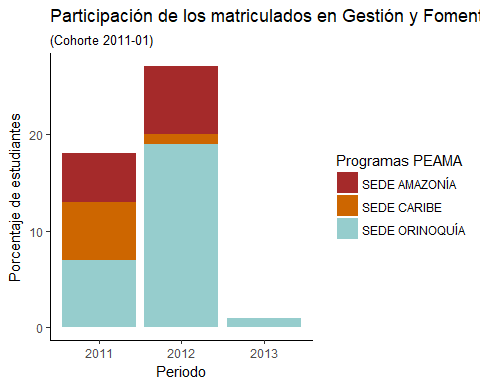 Participación de los matriculados en Gestión y Foment
(Cohorte 2011-01)
Porcentaje de estudiantes
20
10
0
2011
2012
2013
Periodo
Programas PEAMA
SEDE AMAZONÍA
SEDE CARIBE
SEDE ORINOQUÍA